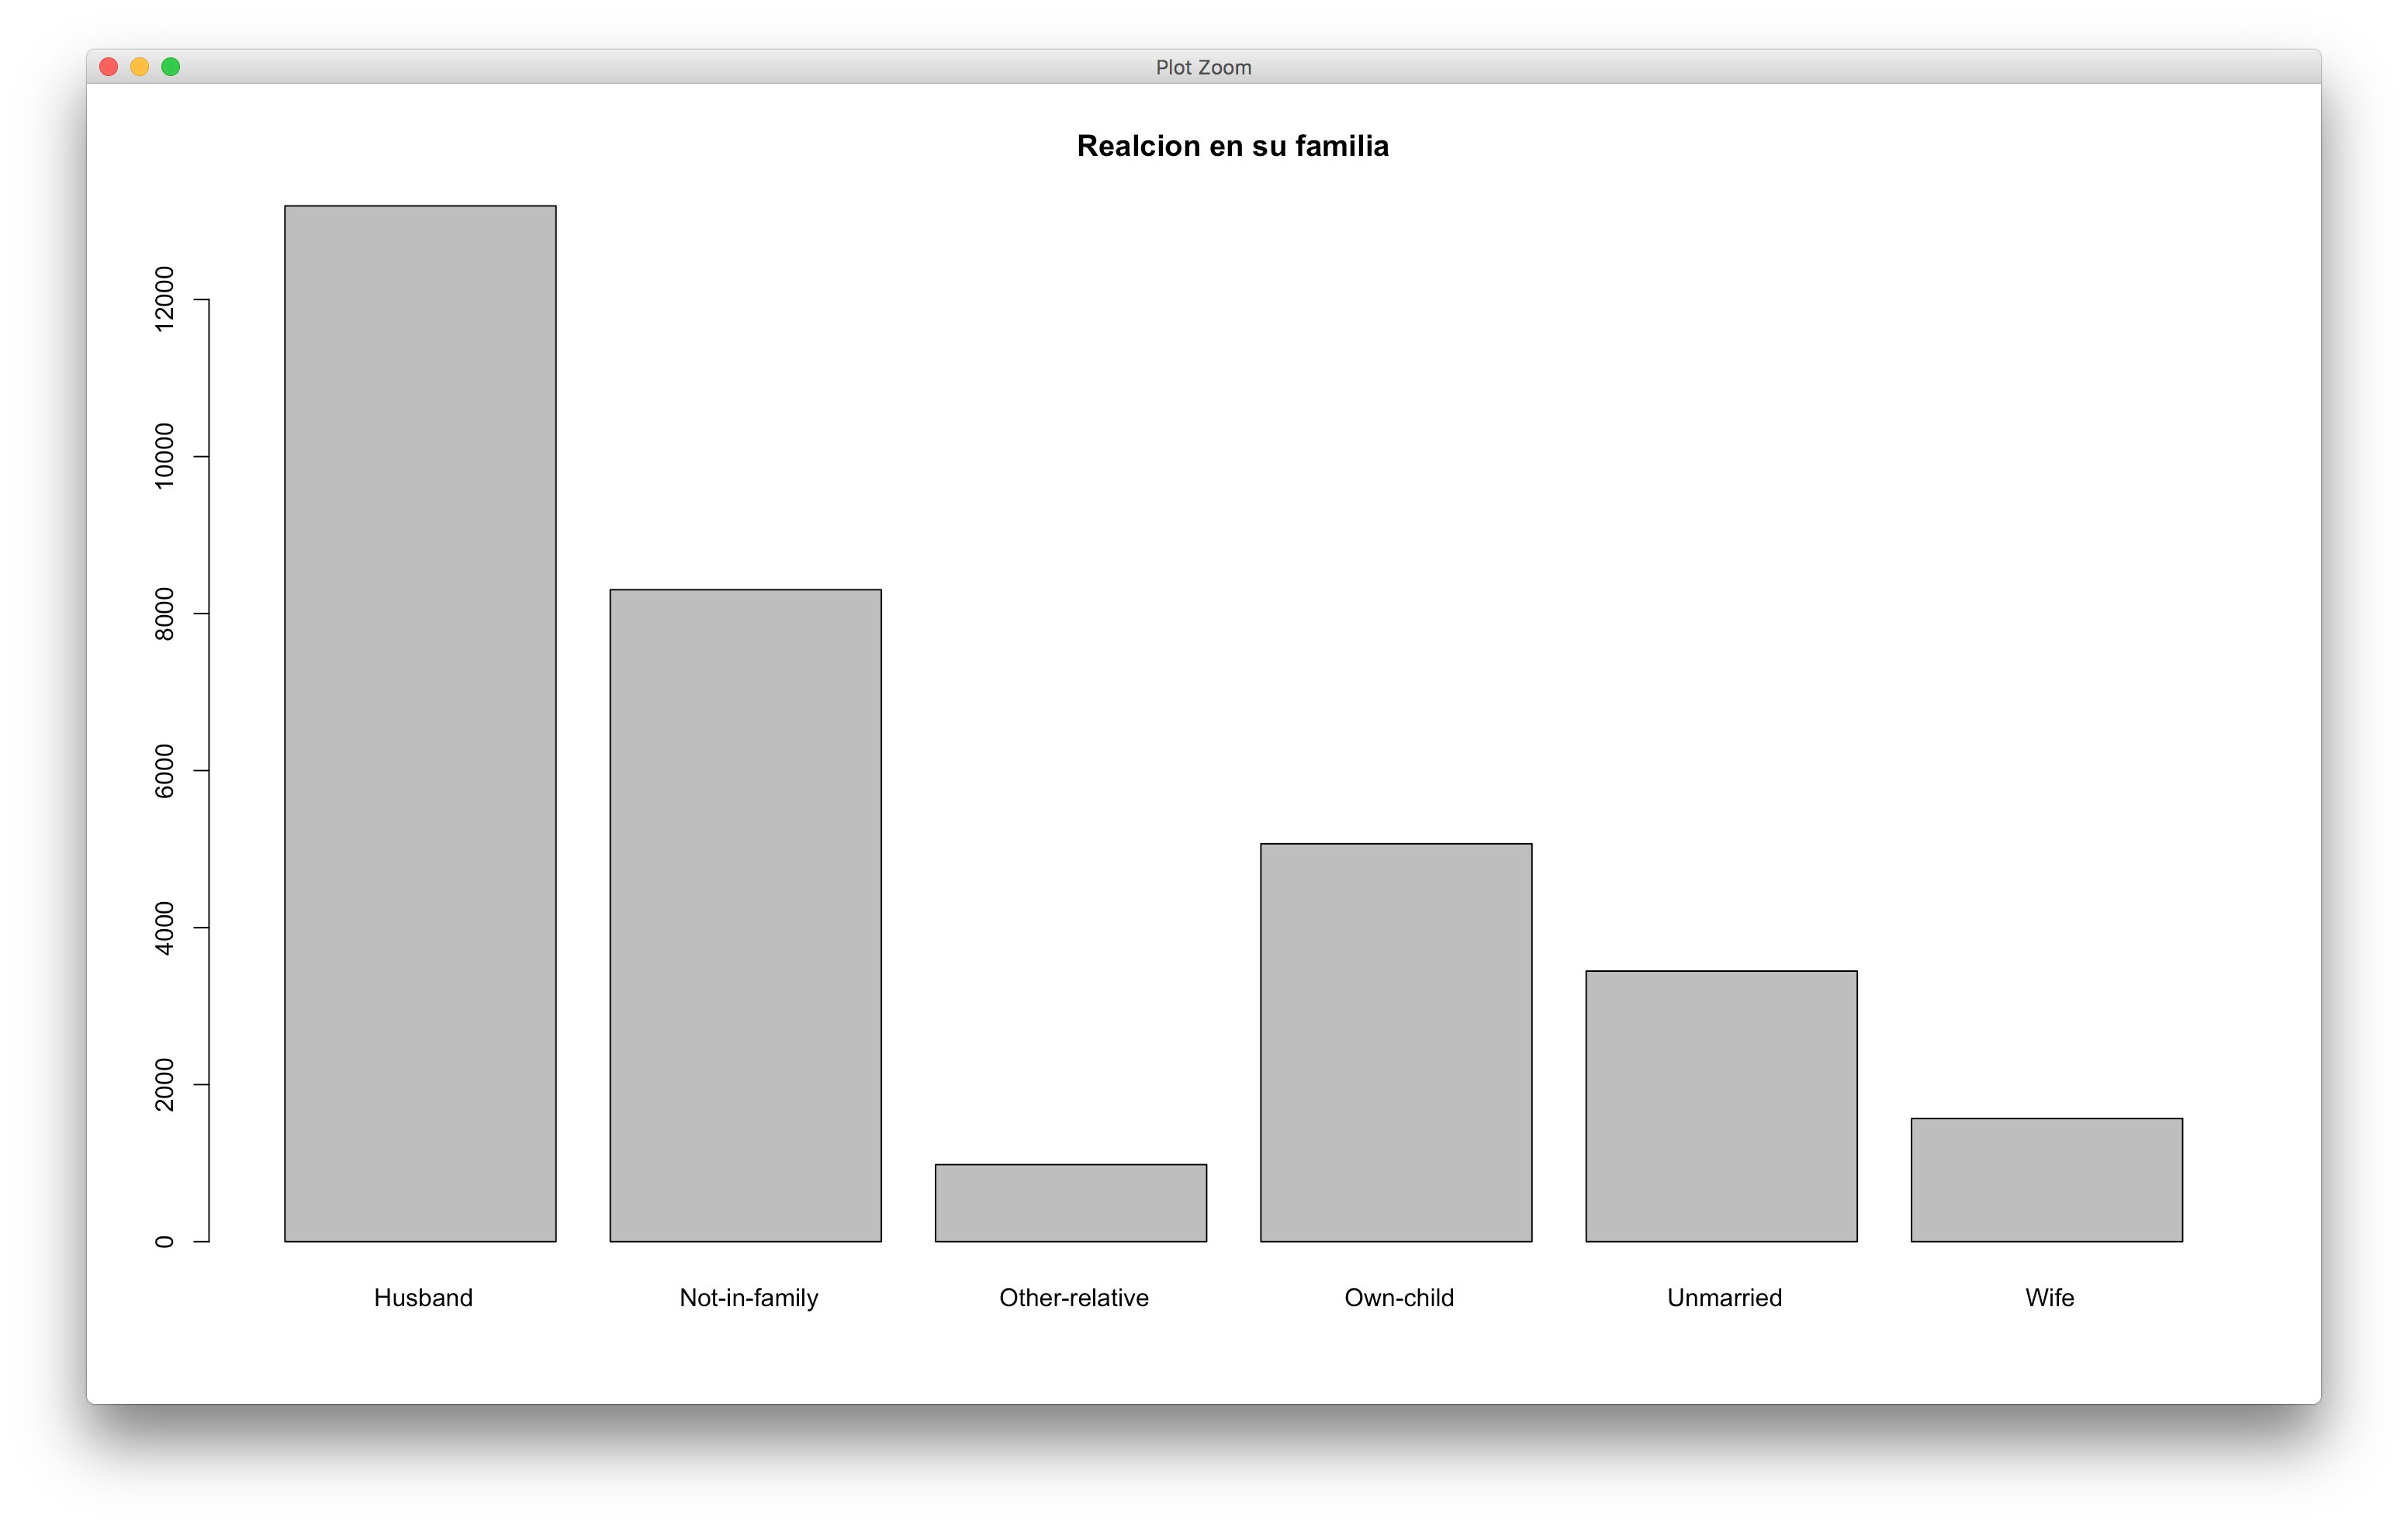 Plot Zoom
Realcion en su familia
12000
10000
8000
6000
4000
2000
0
Husband Not-in-family Other-relative Own-child Unmarried Wife